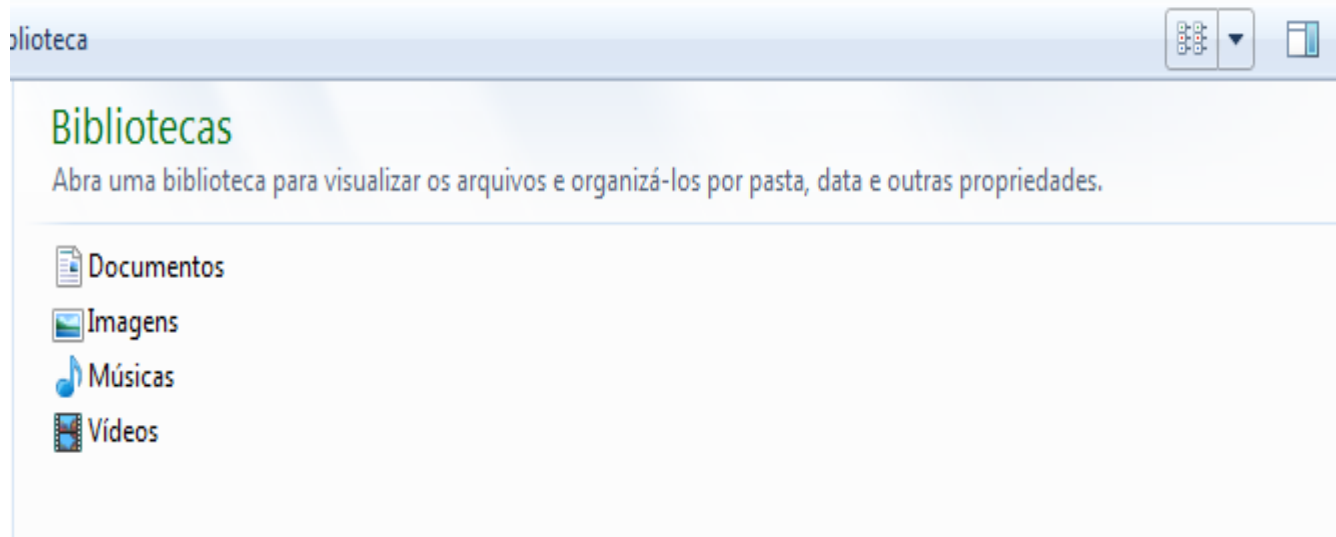 blioteca
Bibliotecas
Abra uma biblioteca para visualizar os arquivos e organizá-los por pasta, data e outras propriedades.
Documentos
Imagens
Músicas
Vídeos